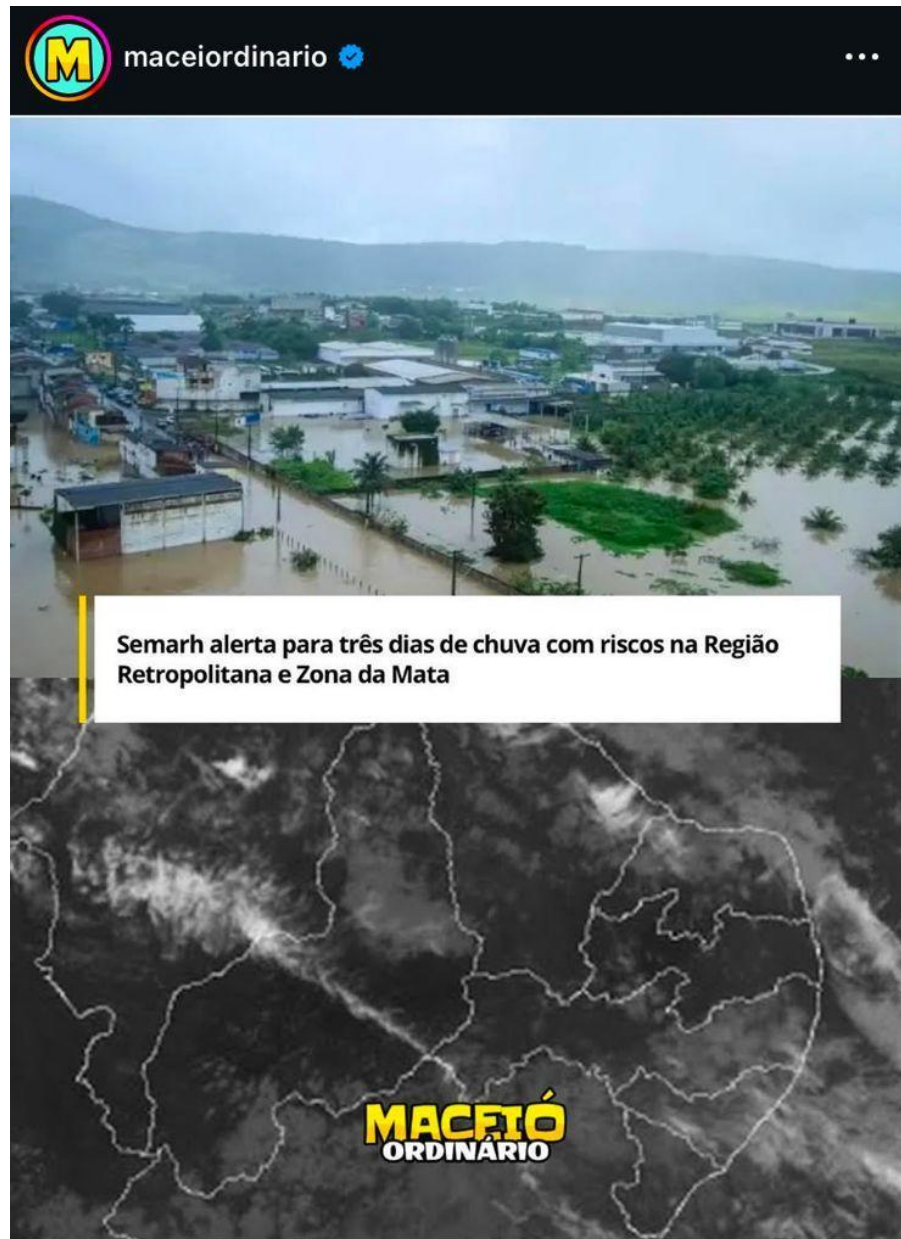 M
maceiordinario
Semarh alerta para três dias de chuva com riscos na Região
Retropolitana e Zona da Mata
MACEIÓ
ORDINÁRIO